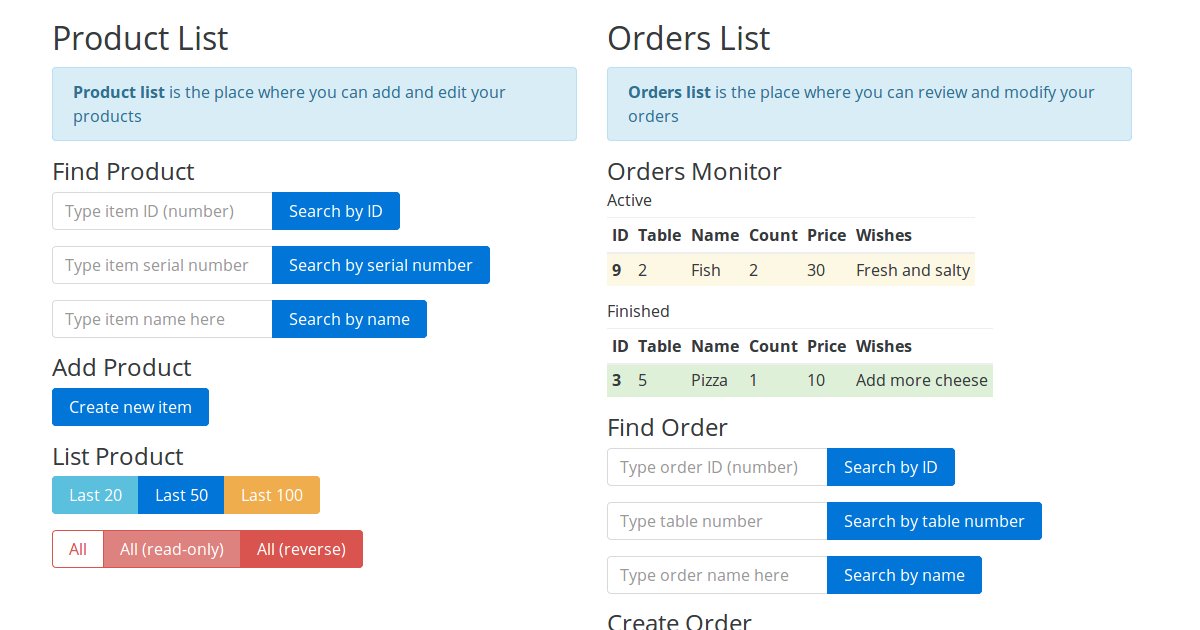 Product List
Product list is the place where you can add and edit your
products
Find Product
Type item ID (number) Search by ID
Type item serial number Search by serial number
Type item name here Search by name
Add Product
Create new item
List Product
Last 20 Last 50 Last 100
All All (read-only) All (reverse)
Orders List
Orders list is the place where you can review and modify your
orders
Orders Monitor
Active
ID Table Name Count Price Wishes
9 2 Fish 2 30 Fresh and salty
Finished
ID Table Name Count Price Wishes
3 5 Pizza 1 10 Add more cheese
Find Order
Type order ID (number) Search by ID
Type table number Search by table number
Type order name here Search by name
Create Order